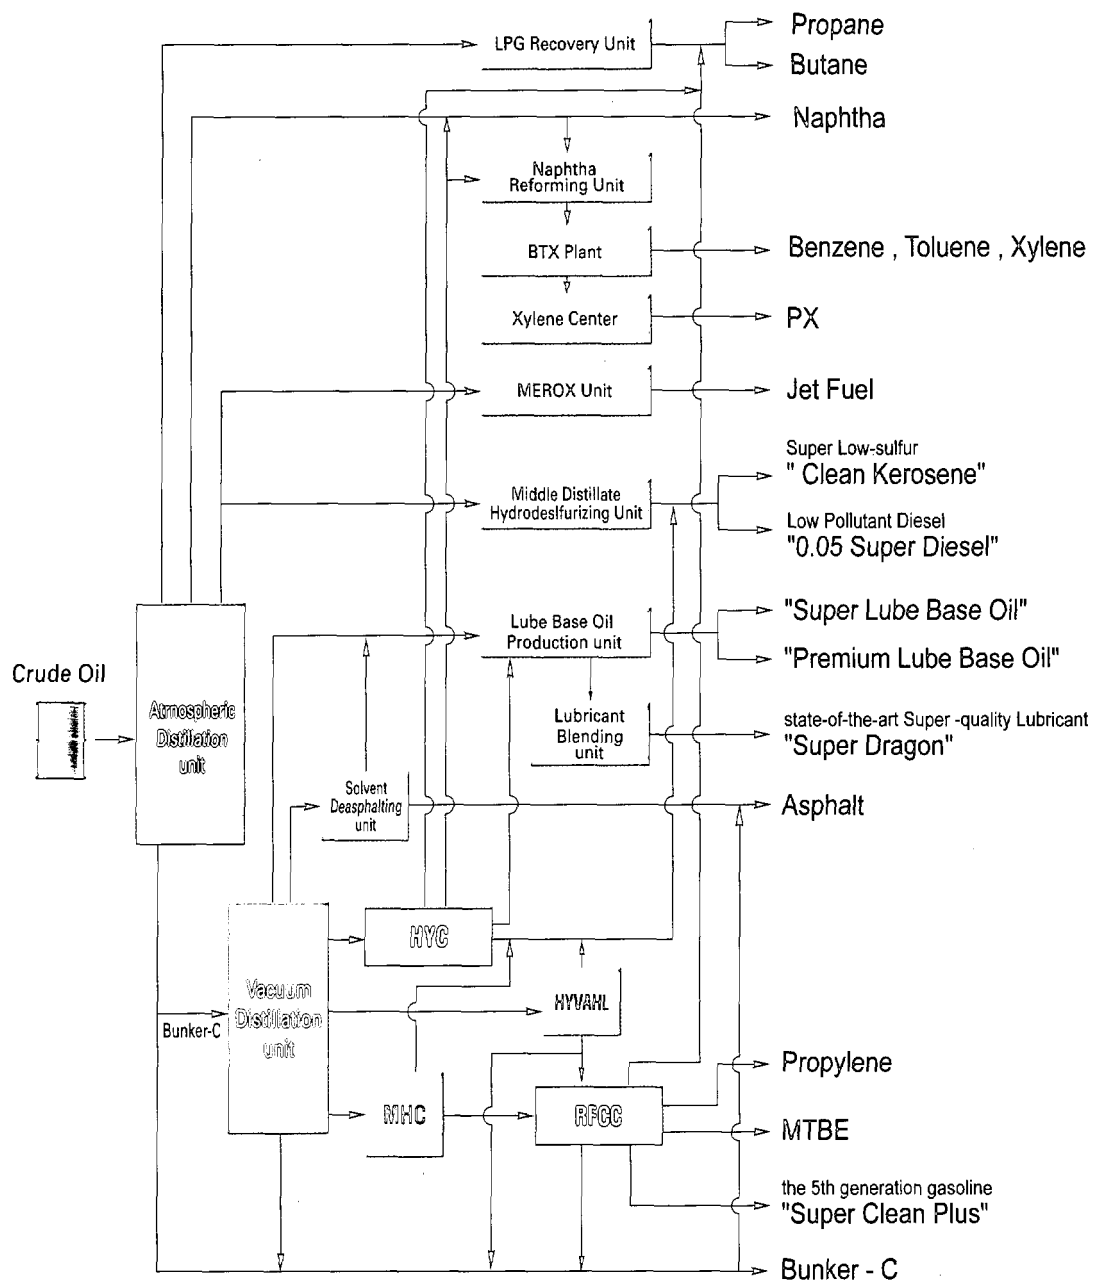 LPG Recovery Unit
Propane
Butane
Naphtha
Naphtha
Reforming Unit
BTX Plant
Benzene , Toluene , Xylene
Xylene Center
PX
MEROX Unit
Jet Fuel
Super Low-sulfur
" Clean Kerosene"
Middle Distillate
Hydrodeslfurizing Unit
Low Pollutant Diesel
"0.05 Super Diesel"
Lube Base Oil
Production unit
"Super Lube Base Oil"
"Premium Lube Base Oil"
Crude Oil
Atmospheric
Distillation
unit
Lubricant
Blending
unit
state-of-the-art Super -quality Lubricant
"Super Dragon"
Solvent
Deasphalting
unit
Asphalt
HYC
Vacuum
Distillation
unit
HYVAHL
Bunker-C
MHC
RFCC
Propylene
MTBE
the 5th generation gasoline
"Super Clean Plus"
Bunker - C